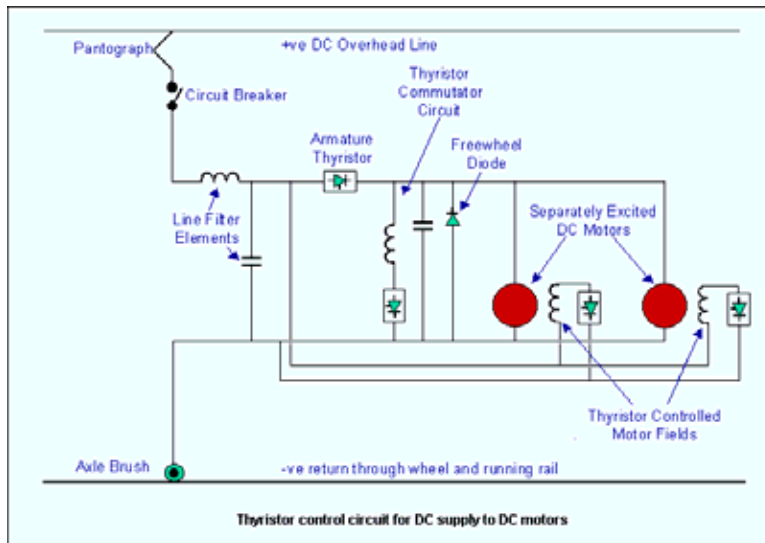 +ve DC Overhead Line
Pantograph
Circuit Breaker
Thyristor
Commutator
Circuit
Armature
Thyristor
Freewheel
Diode
Line Filter
Elements
Separately Excited
DC Motors
Thyristor Controlled
Motor Fields
Axle Brush
-ve return through wheel and running rail
Thyristor control circuit for DC supply to DC motors